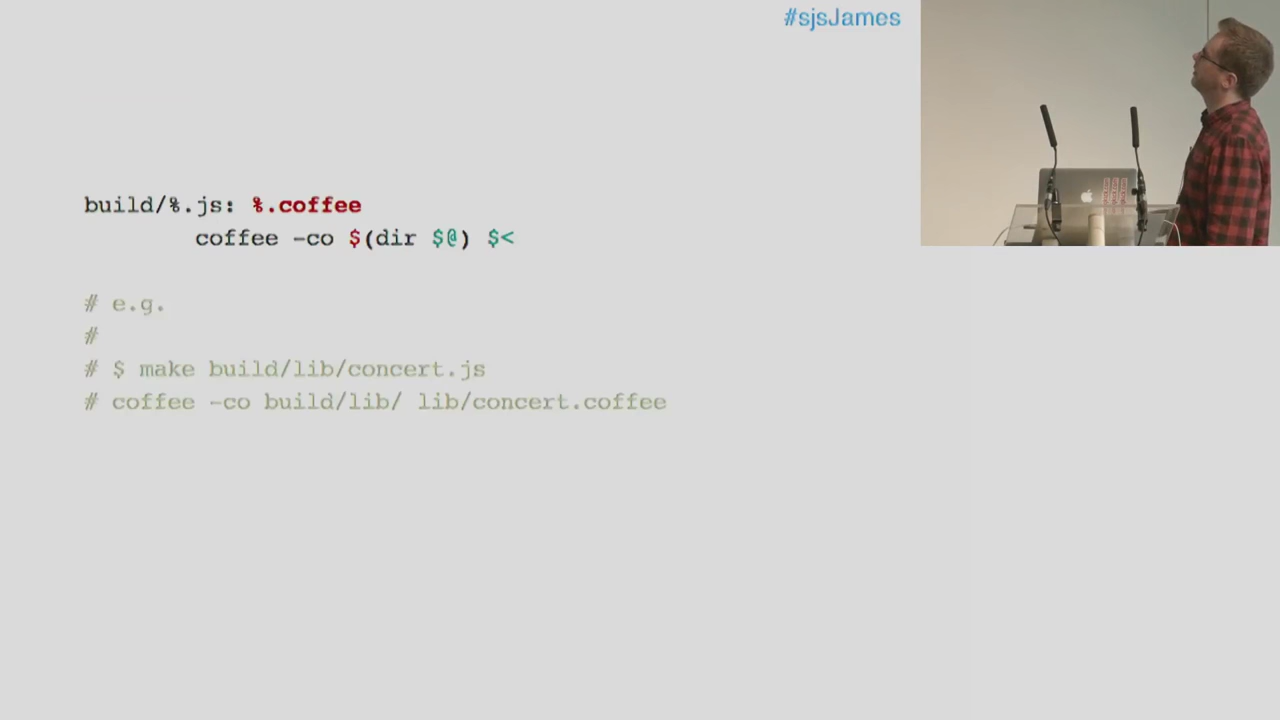 #sjsJames
build/%.js: %.coffee
coffee -co $(dir $@) $<
# e.g.
#
# $ make build/lib/concert.js
# coffee -co build/lib/ lib/concert.coffee